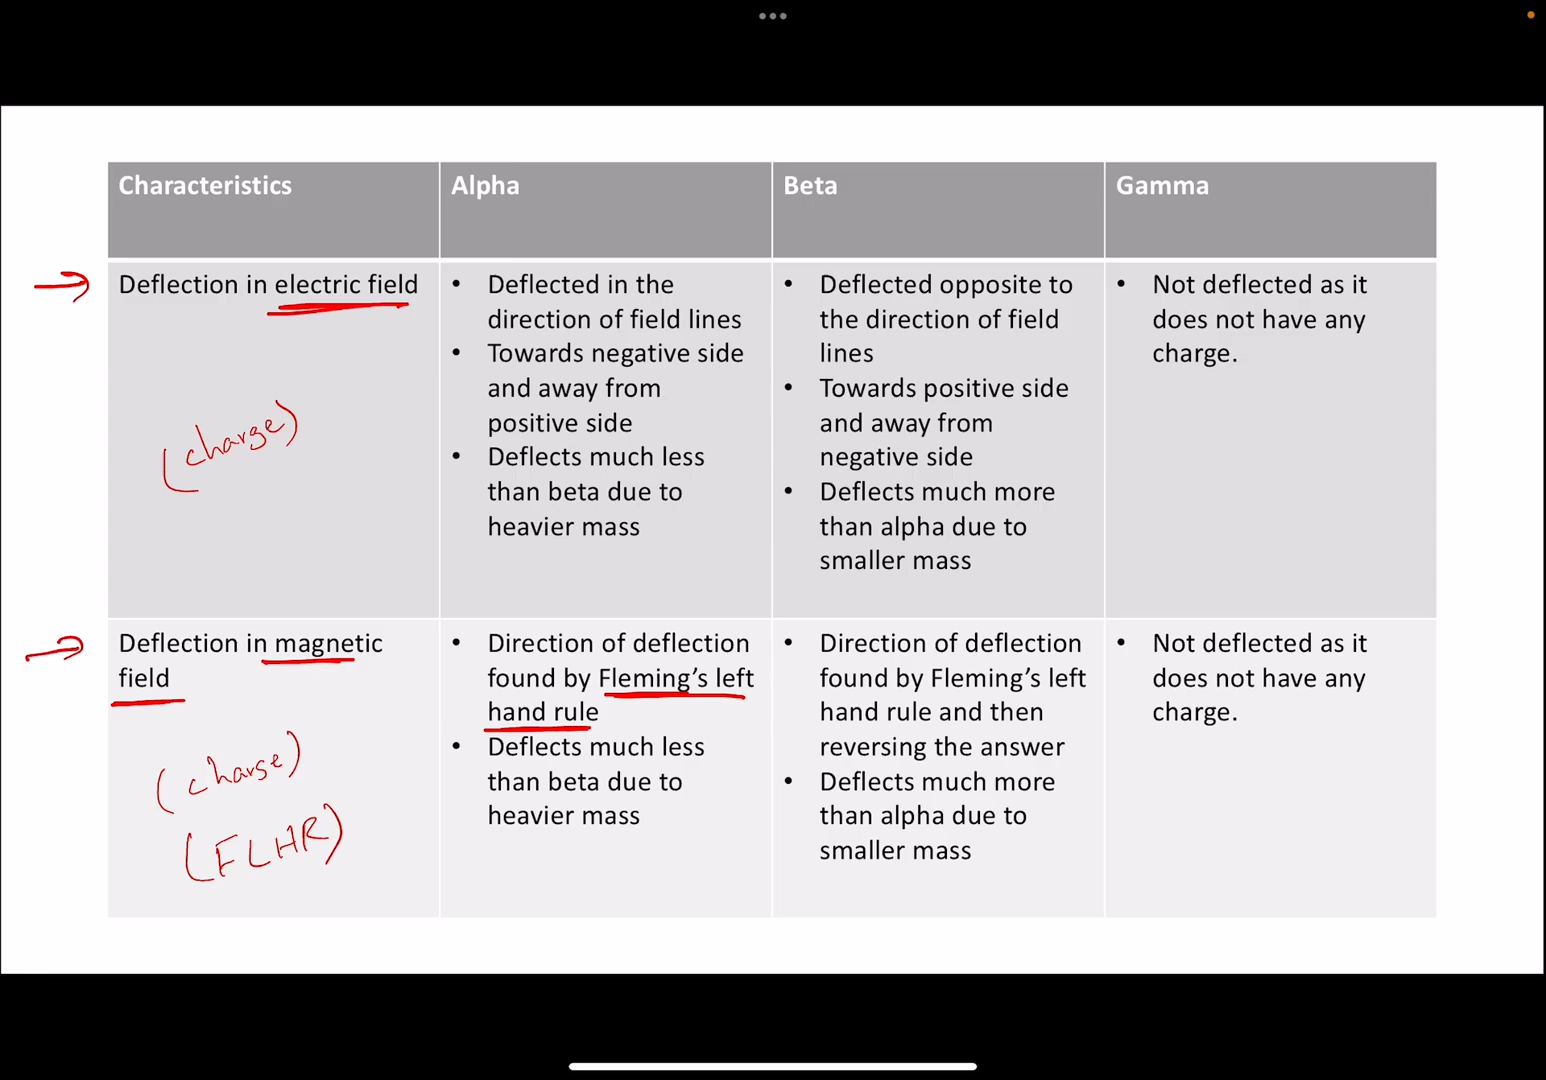 Characteristics
Alpha
Beta
Gamma
Deflection in electric field
(charge)
• Deflected in the
direction of field lines
• Towards negative side
and away from
positive side
• Deflects much less
than beta due to
heavier mass
• Deflected opposite to
the direction of field
lines
• Towards positive side
and away from
negative side
• Deflects much more
than alpha due to
smaller mass
• Not deflected as it
does not have any
charge.
Deflection in magnetic
field
(charge)
(FLHR)
• Direction of deflection
found by Fleming’s left
hand rule
• Deflects much less
than beta due to
heavier mass
• Direction of deflection
found by Fleming’s left
hand rule and then
reversing the answer
• Deflects much more
than alpha due to
smaller mass
• Not deflected as it
does not have any
charge.